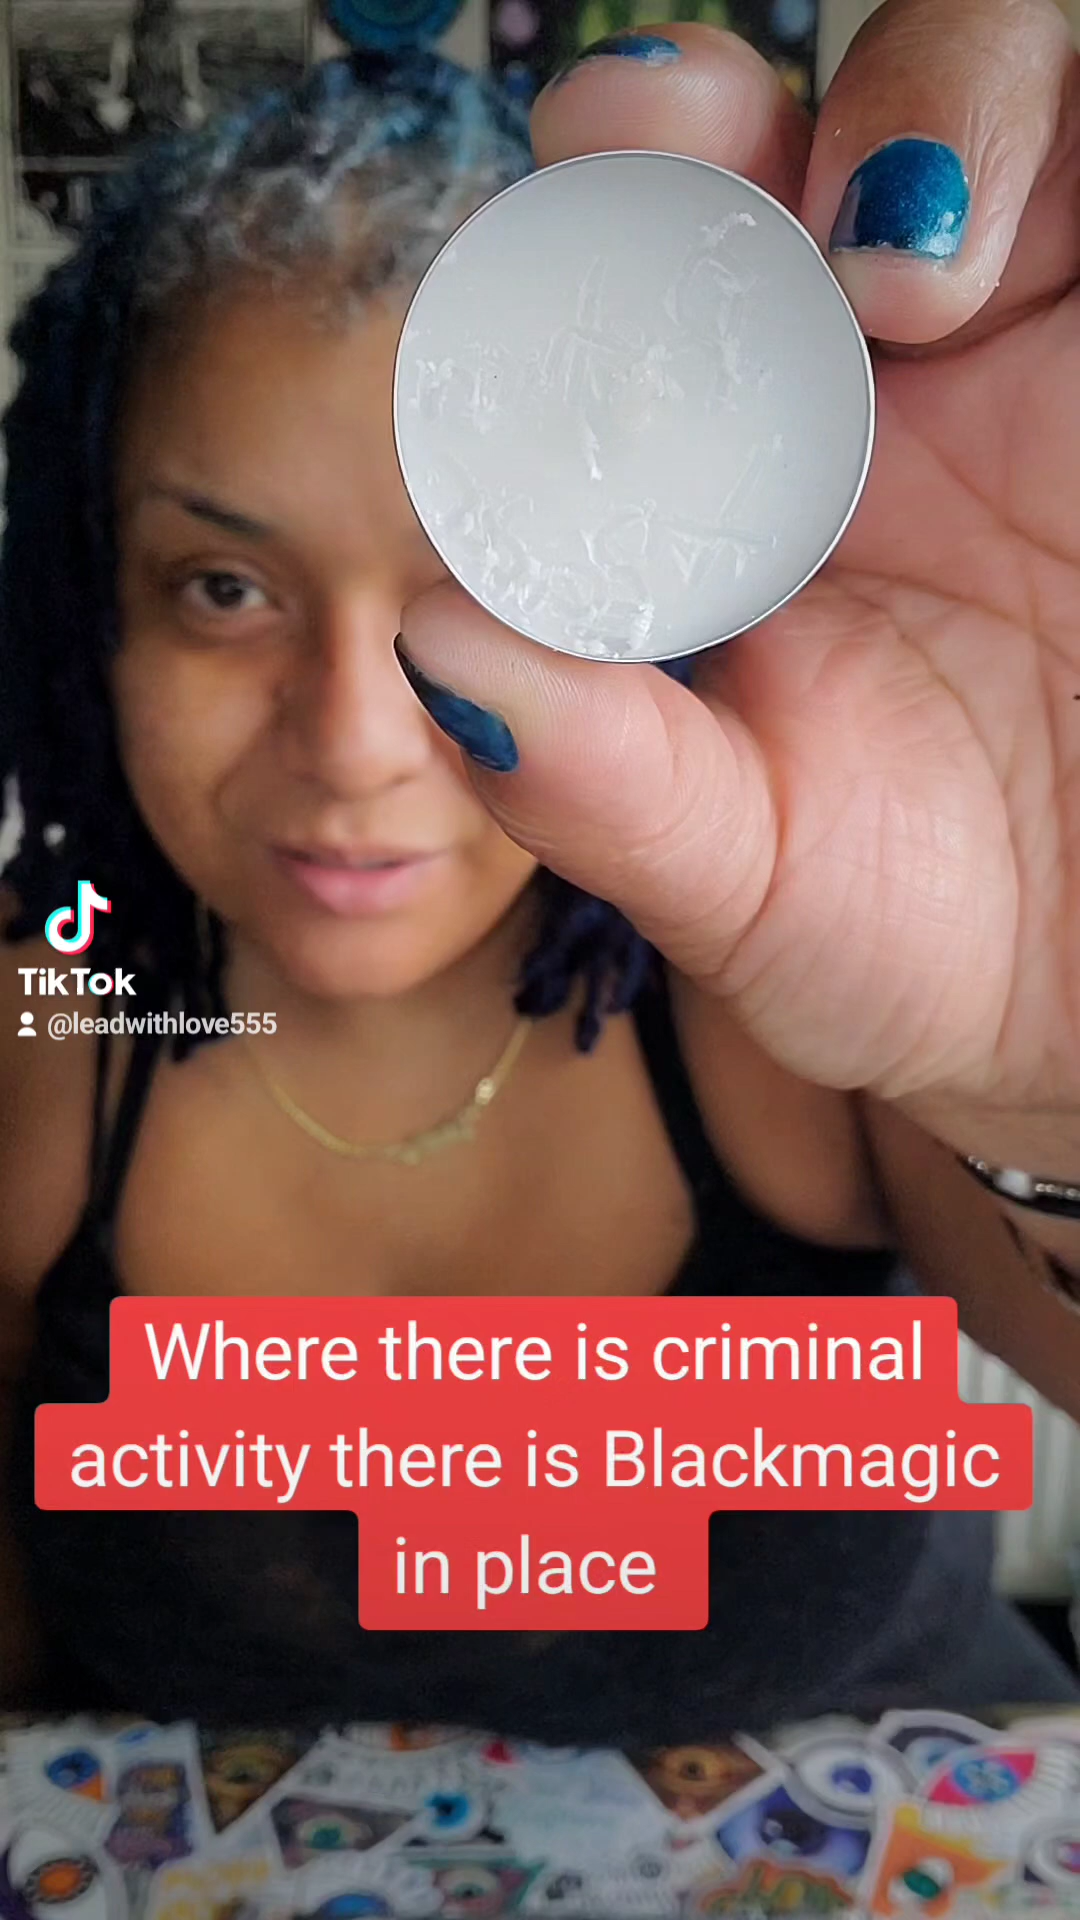 TikTok
@leadwithlove555
Where there is criminal
activity there is Blackmagic
in place